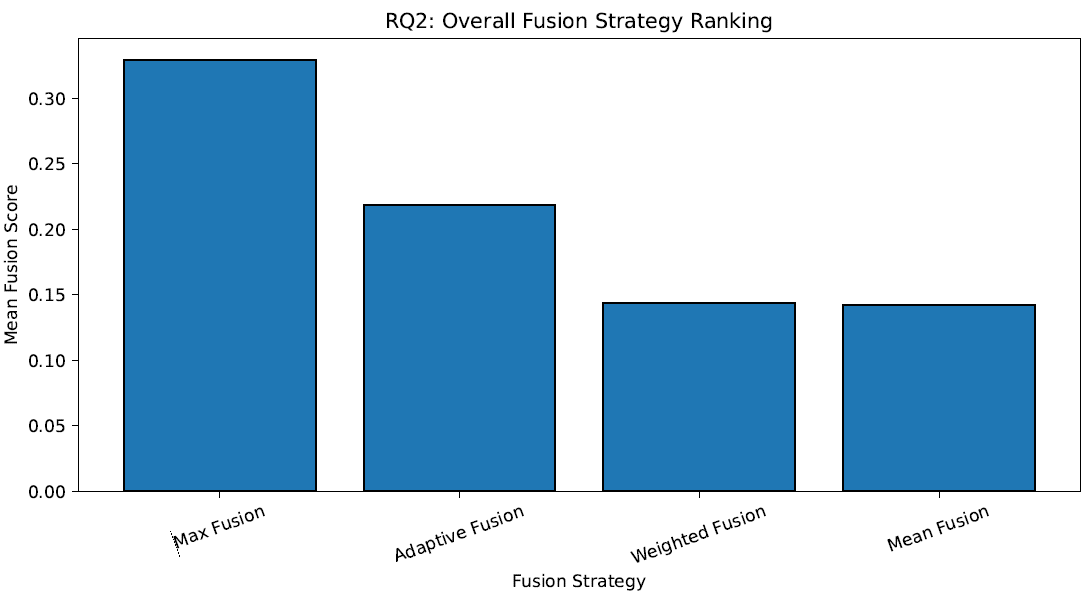 RQ2: Overall Fusion Strategy Ranking
Mean Fusion Score
0.30
0.25
0.20
0.15
0.10
0.05
0.00
Max Fusion
Adaptive Fusion
Weighted Fusion
Mean Fusion
Fusion Strategy